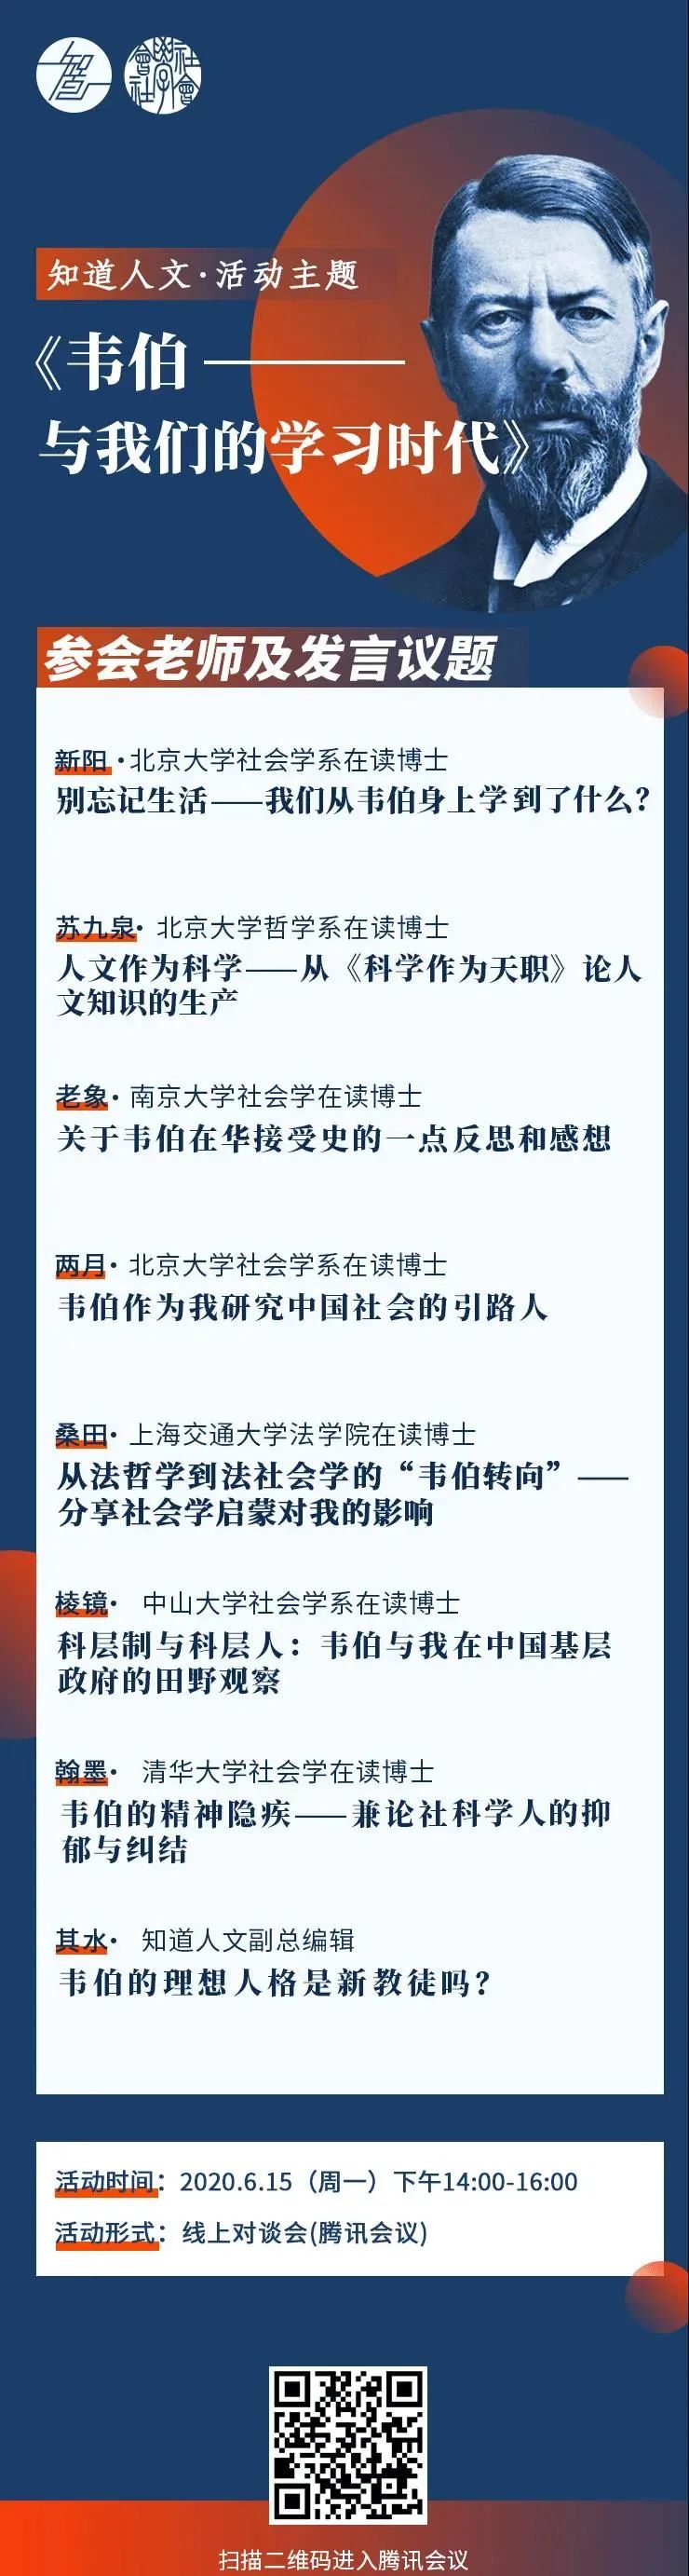 智
社會學會社
知道人文·活动主题
《韦伯——
与我们的学习时代》
参会老师及发言议题
新阳·北京大学社会学系在读博士
别忘记生活——我们从韦伯身上学到了什么？
苏九泉· 北京大学哲学系在读博士
人文作为科学——从《科学作为天职》论人
文知识的生产
老象· 南京大学社会学在读博士
关于韦伯在华接受史的一点反思和感想
两月· 北京大学社会学系在读博士
韦伯作为我研究中国社会的引路人
桑田· 上海交通大学法学院在读博士
从法哲学到法社会学的“韦伯转向”——
分享社会学启蒙对我的影响
棱镜· 中山大学社会学系在读博士
科层制与科层人：韦伯与我在中国基层
政府的田野观察
翰墨· 清华大学社会学在读博士
韦伯的精神隐疾——兼论社科学人的抑
郁与纠结
其水· 知道人文副总编辑
韦伯的理想人格是新教徒吗？
活动时间：2020.6.15（周一）下午14:00-16:00
活动形式：线上对谈会(腾讯会议)
扫描二维码进入腾讯会议